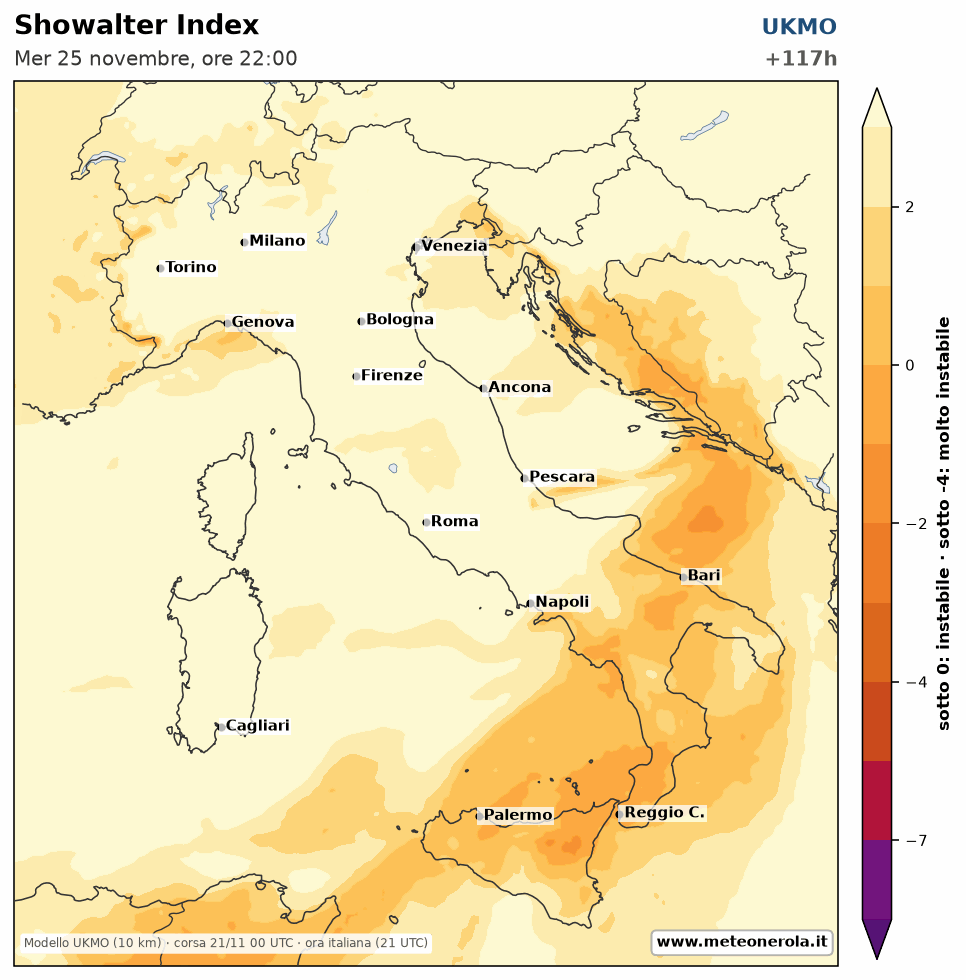 Showalter Index
UKMO
Mer 25 novembre, ore 22:00
+117h
Milano
Venezia
Torino
Genova
Bologna
Firenze
Ancona
Pescara
Roma
Bari
Napoli
Cagliari
Palermo
Reggio C.
2
0
−2
−4
−7
sotto 0: instabile · sotto -4: molto instabile
Modello UKMO (10 km) · corsa 21/11 00 UTC · ora italiana (21 UTC)
www.meteonerola.it